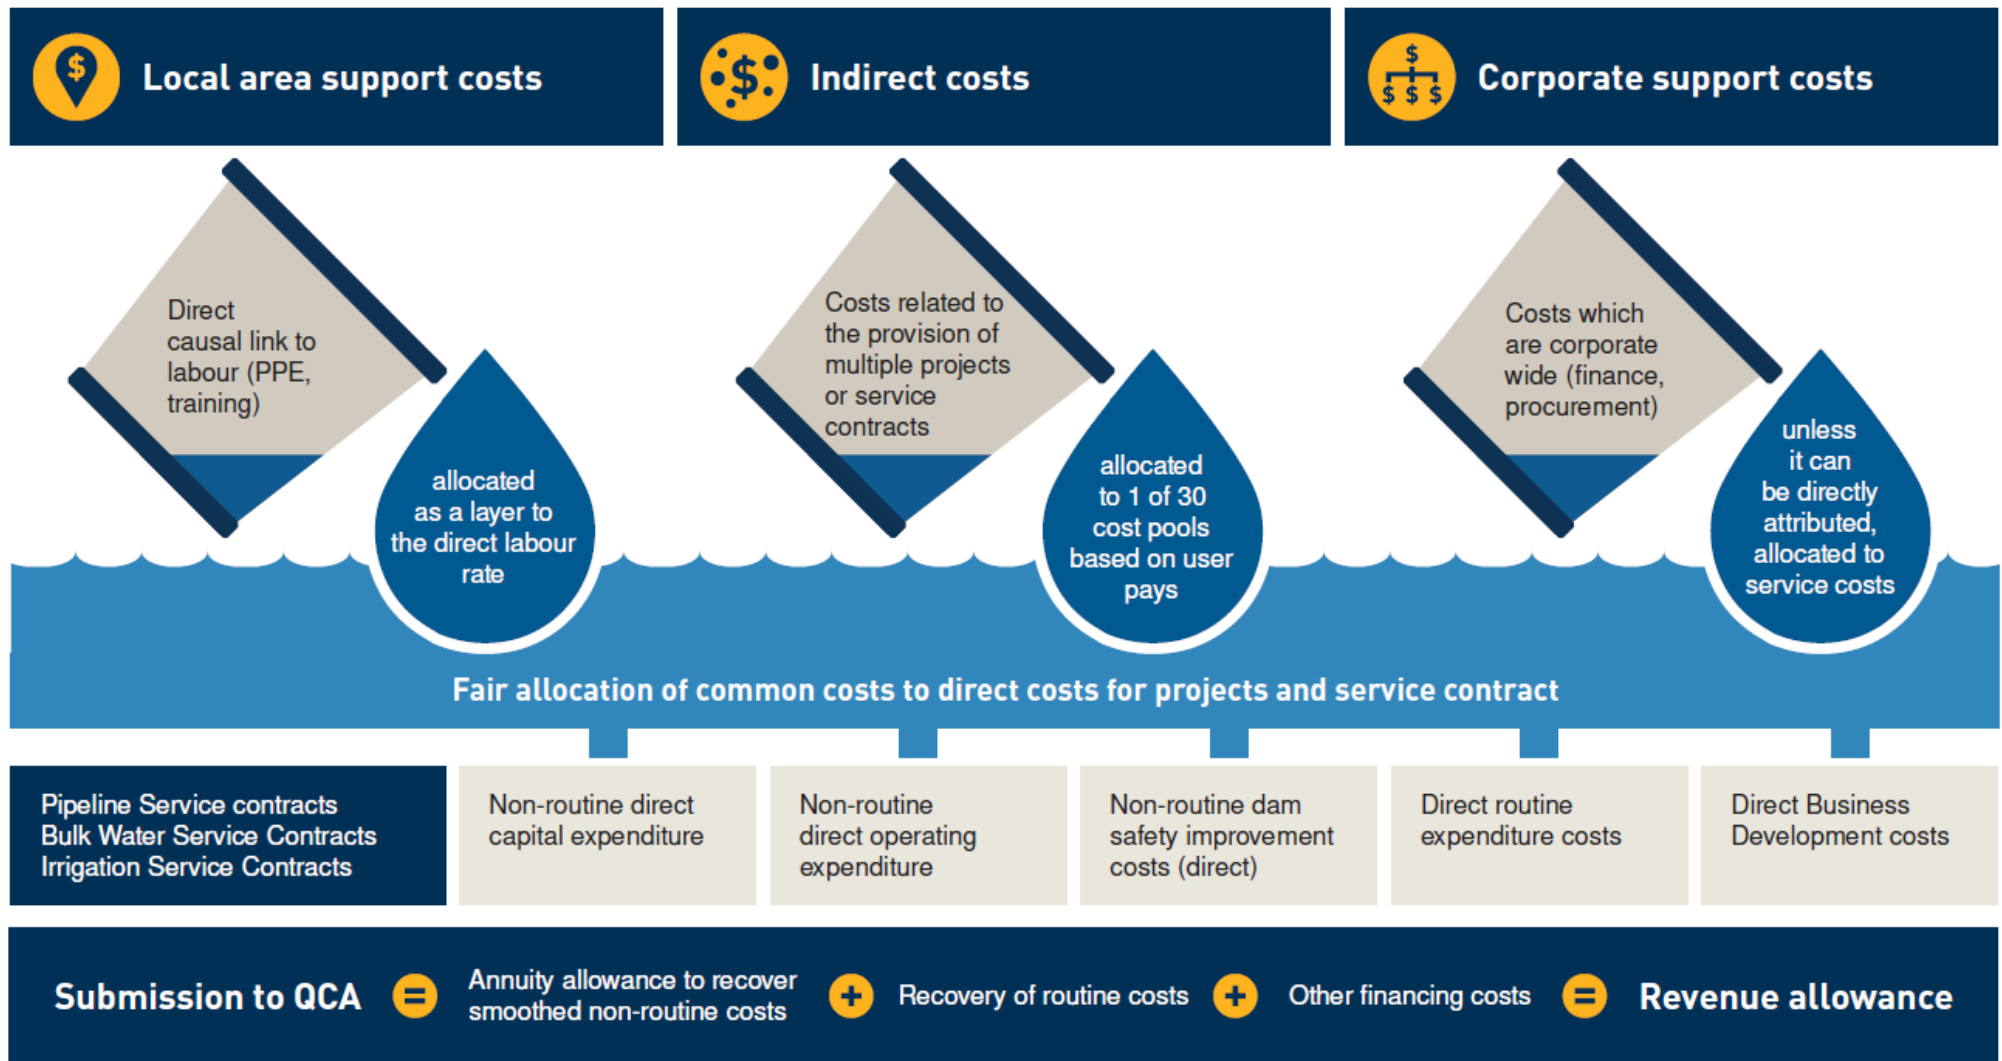 Local area support costs
Indirect costs
Corporate support costs
Direct
causal link to
labour (PPE,
training)
allocated
as a layer to
the direct labour
rate
Costs related to
the provision of
multiple projects
or service
contracts
allocated
to 1 of 30
cost pools
based on user
pays
Costs which
are corporate
wide (finance,
procurement)
unless
it can
be directly
attributed,
allocated to
service costs
Fair allocation of common costs to direct costs for projects and service contract
Pipeline Service contracts
Bulk Water Service Contracts
Irrigation Service Contracts
Non-routine direct
capital expenditure
Non-routine
direct operating
expenditure
Non-routine dam
safety improvement
costs (direct)
Direct routine
expenditure costs
Direct Business
Development costs
Submission to QCA
=
Annuity allowance to recover
smoothed non-routine costs
+
Recovery of routine costs
+
Other financing costs
=
Revenue allowance